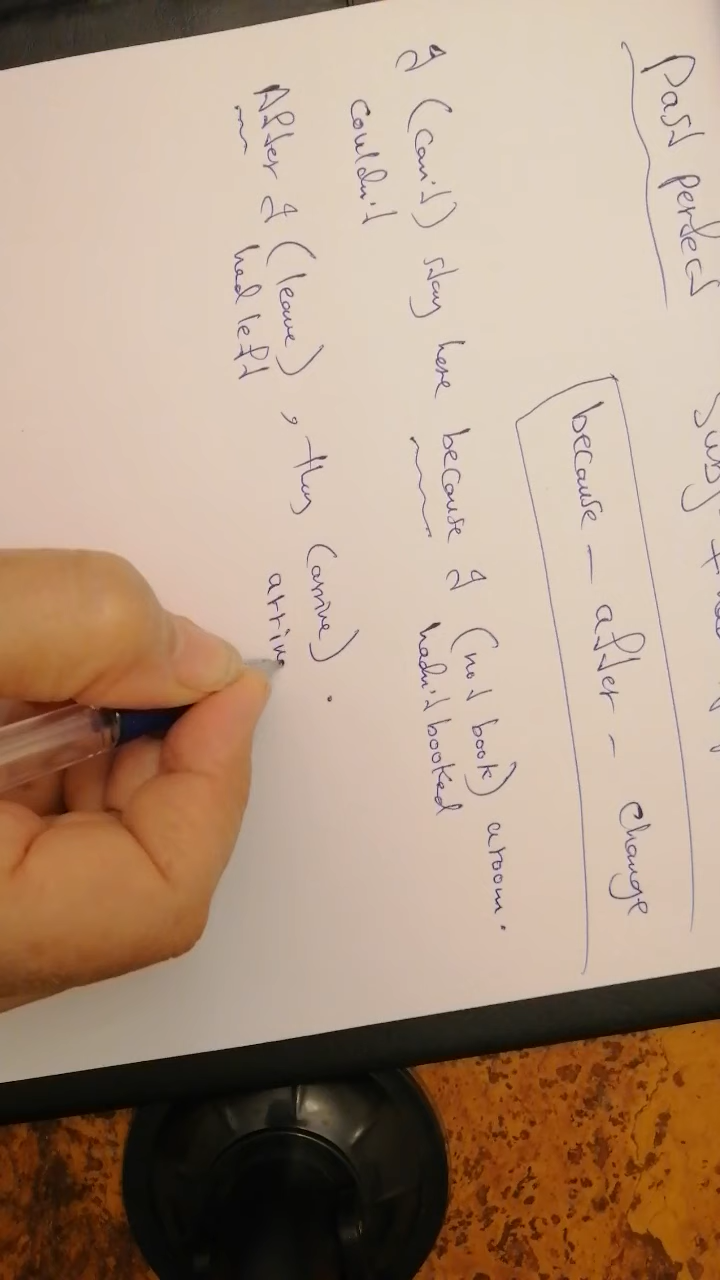 Past perfect
because - after - change
I (can't) stay here because I (not book) a room.
couldn't hadn't booked
After I (leave) , they (arrive) .
had left arrive